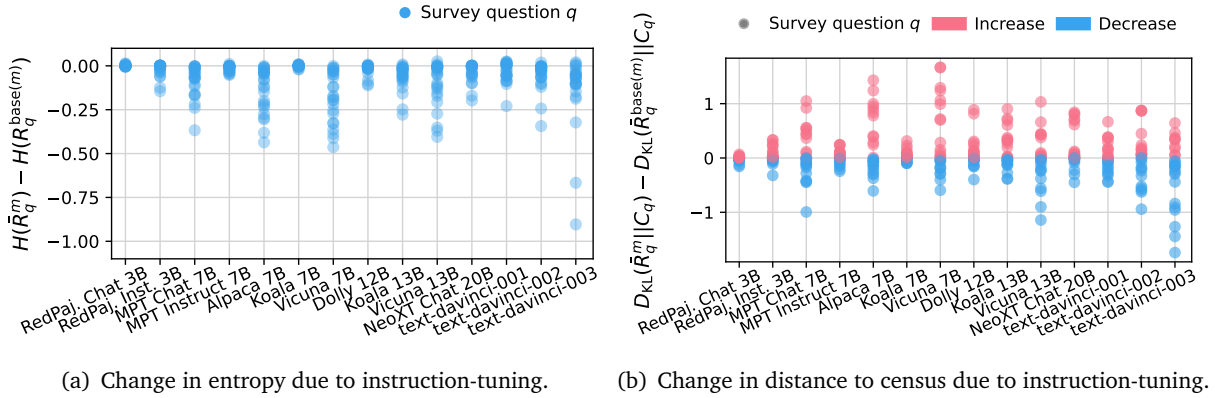 Survey question q
H(R̄_q^m) − H(R_q^base(m))
0.00
−0.25
−0.50
−0.75
−1.00
RedPaj. Chat 3B
RedPaj. Inst. 3B
MPT Chat 7B
MPT Instruct 7B
Alpaca 7B
Koala 7B
Vicuna 7B
Dolly 12B
Koala 13B
Vicuna 13B
NeoXT Chat 20B
text-davinci-001
text-davinci-002
text-davinci-003
(a) Change in entropy due to instruction-tuning.
Survey question q Increase Decrease
D_KL(R̄_q^m||C_q) − D_KL(R̄_q^base(m)||C_q)
1
0
−1
RedPaj. Chat 3B
RedPaj. Inst. 3B
MPT Chat 7B
MPT Instruct 7B
Alpaca 7B
Koala 7B
Vicuna 7B
Dolly 12B
Koala 13B
Vicuna 13B
NeoXT Chat 20B
text-davinci-001
text-davinci-002
text-davinci-003
(b) Change in distance to census due to instruction-tuning.